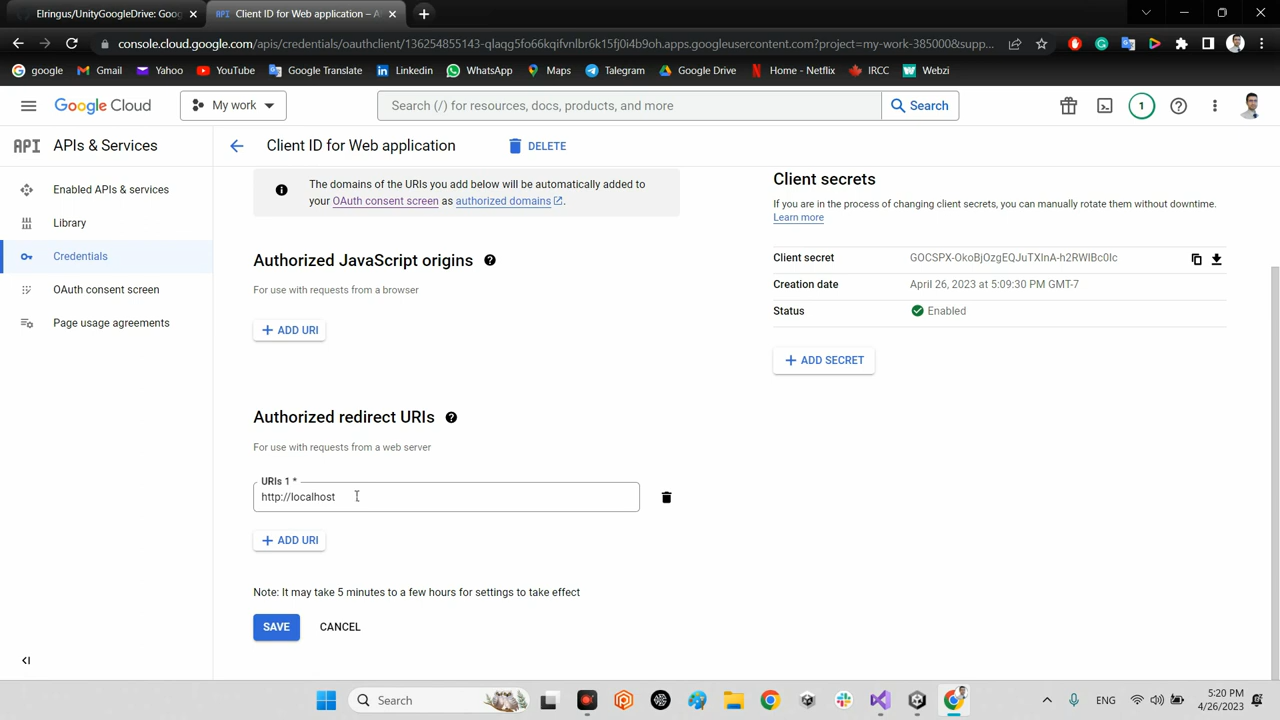 Elringus/UnityGoogleDrive: Goog
API Client ID for Web application – A
console.cloud.google.com/apis/credentials/oauthclient/136254855143-qlaqg5fo66kqifvnlbr6k15fj0i4b9oh.apps.googleusercontent.com?project=my-work-385000&supp...
google Gmail Yahoo YouTube Google Translate Linkedin WhatsApp Maps Telegram Google Drive Home - Netflix IRCC Webzi
Google Cloud My work Search (/) for resources, docs, products, and more Search 1
API APIs & Services
Enabled APIs & services
Library
Credentials
OAuth consent screen
Page usage agreements
Client ID for Web application DELETE
The domains of the URIs you add below will be automatically added to
your OAuth consent screen as authorized domains.
Authorized JavaScript origins
For use with requests from a browser
+ ADD URI
Authorized redirect URIs
For use with requests from a web server
URIs 1 *
http://localhost
+ ADD URI
Note: It may take 5 minutes to a few hours for settings to take effect
SAVE CANCEL
Client secrets
If you are in the process of changing client secrets, you can manually rotate them without downtime.
Learn more
Client secret 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
Creation date April 26, 2023 at 5:09:30 PM GMT-7
Status Enabled
+ ADD SECRET
Search
ENG
5:20 PM
4/26/2023